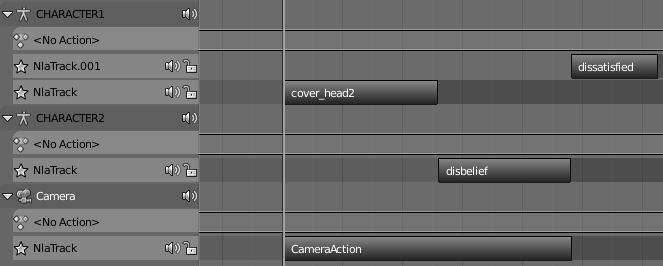 CHARACTER1
<No Action>
NlaTrack.001 dissatisfied
NlaTrack cover_head2
CHARACTER2
<No Action>
NlaTrack disbelief
Camera
<No Action>
NlaTrack CameraAction